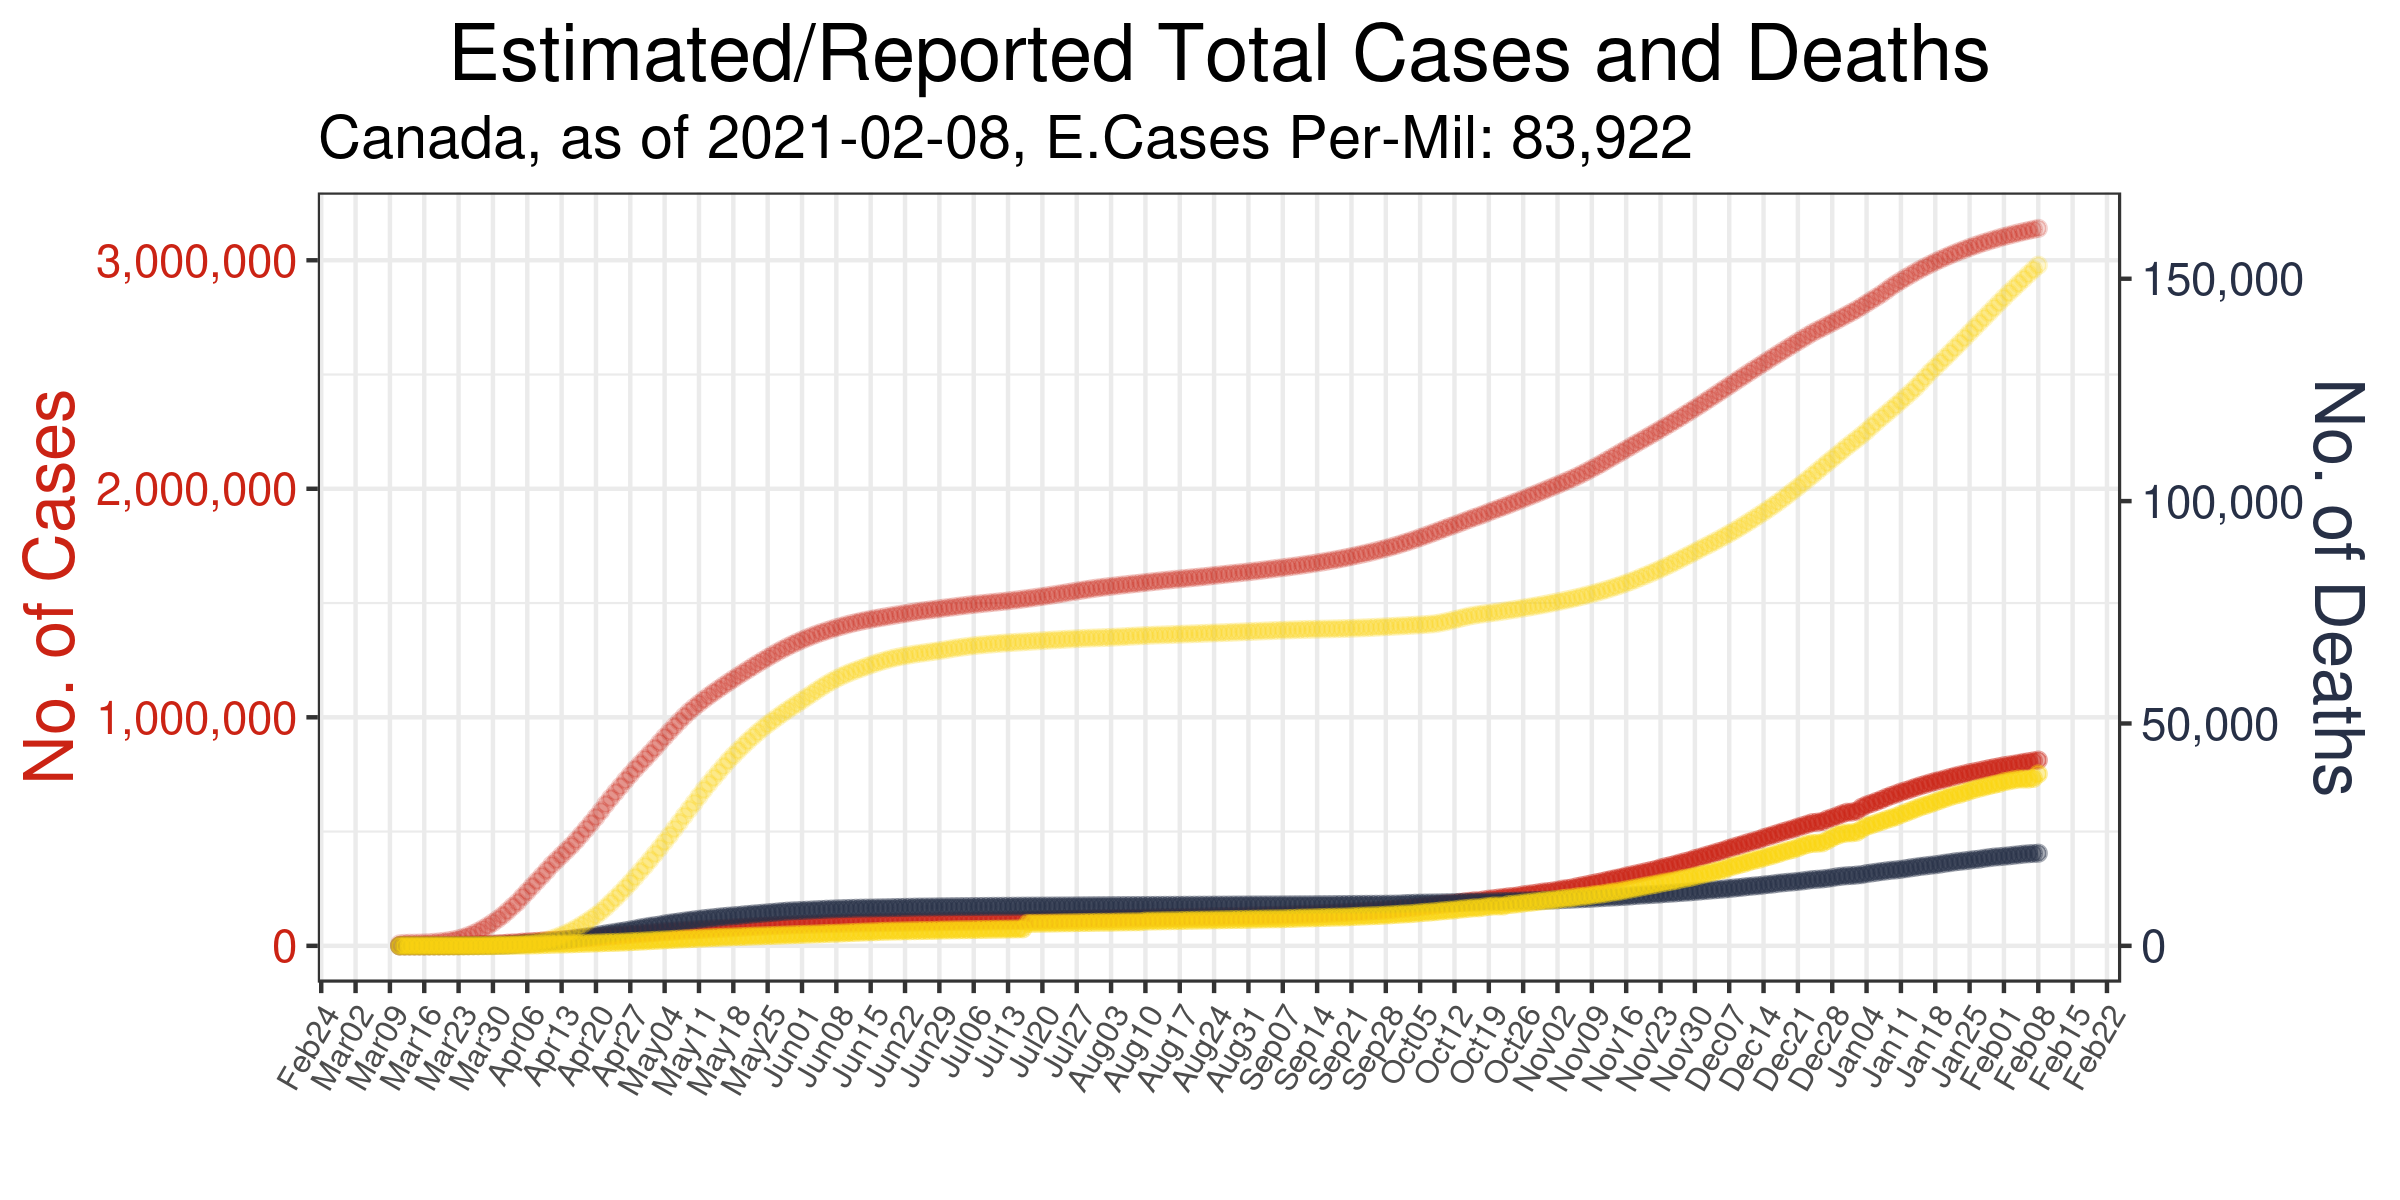 Estimated/Reported Total Cases and Deaths
Canada, as of 2021-02-08, E.Cases Per-Mil: 83,922
No. of Cases
3,000,000
2,000,000
1,000,000
0
150,000
100,000
50,000
0
No. of Deaths
Feb24 Mar02 Mar09 Mar16 Mar23 Mar30 Apr06 Apr13 Apr20 Apr27 May04 May11 May18 May25 Jun01 Jun08 Jun15 Jun22 Jun29 Jul06 Jul13 Jul20 Jul27 Aug03 Aug10 Aug17 Aug24 Aug31 Sep07 Sep14 Sep21 Sep28 Oct05 Oct12 Oct19 Oct26 Nov02 Nov09 Nov16 Nov23 Nov30 Dec07 Dec14 Dec21 Dec28 Jan04 Jan11 Jan18 Jan25 Feb01 Feb08 Feb15 Feb22